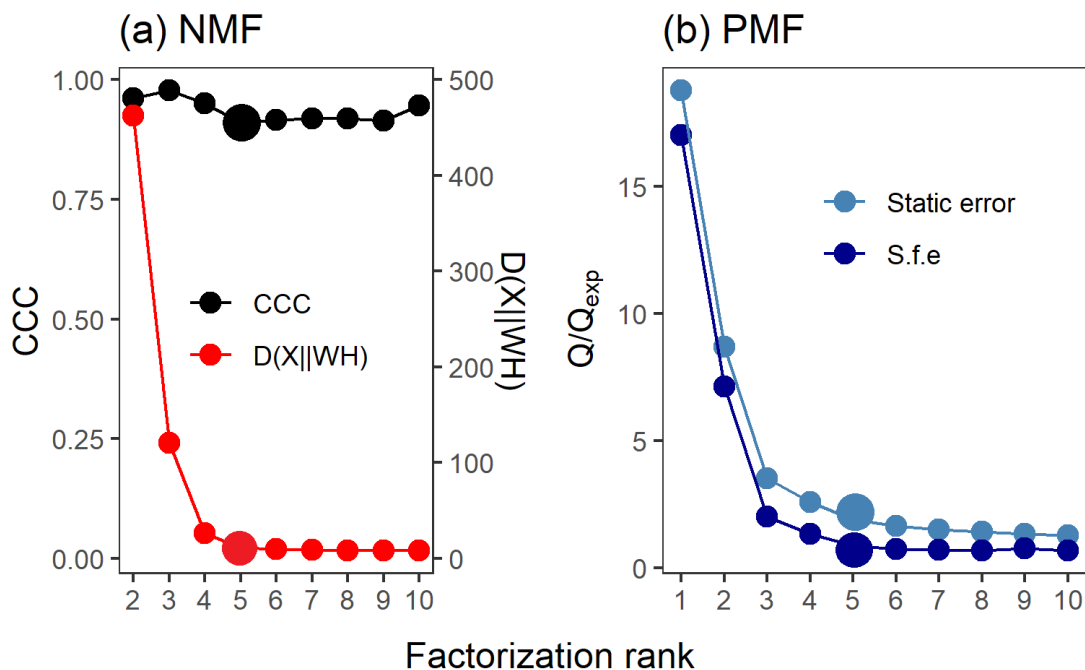 (a) NMF
CCC
1.00
0.75
0.50
0.25
0.00
500
400
300
200
100
0
D(X||WH)
CCC
D(X||WH)
2 3 4 5 6 7 8 9 10
(b) PMF
Q/Qexp
15
10
5
0
Static error
S.f.e
1 2 3 4 5 6 7 8 9 10
Factorization rank